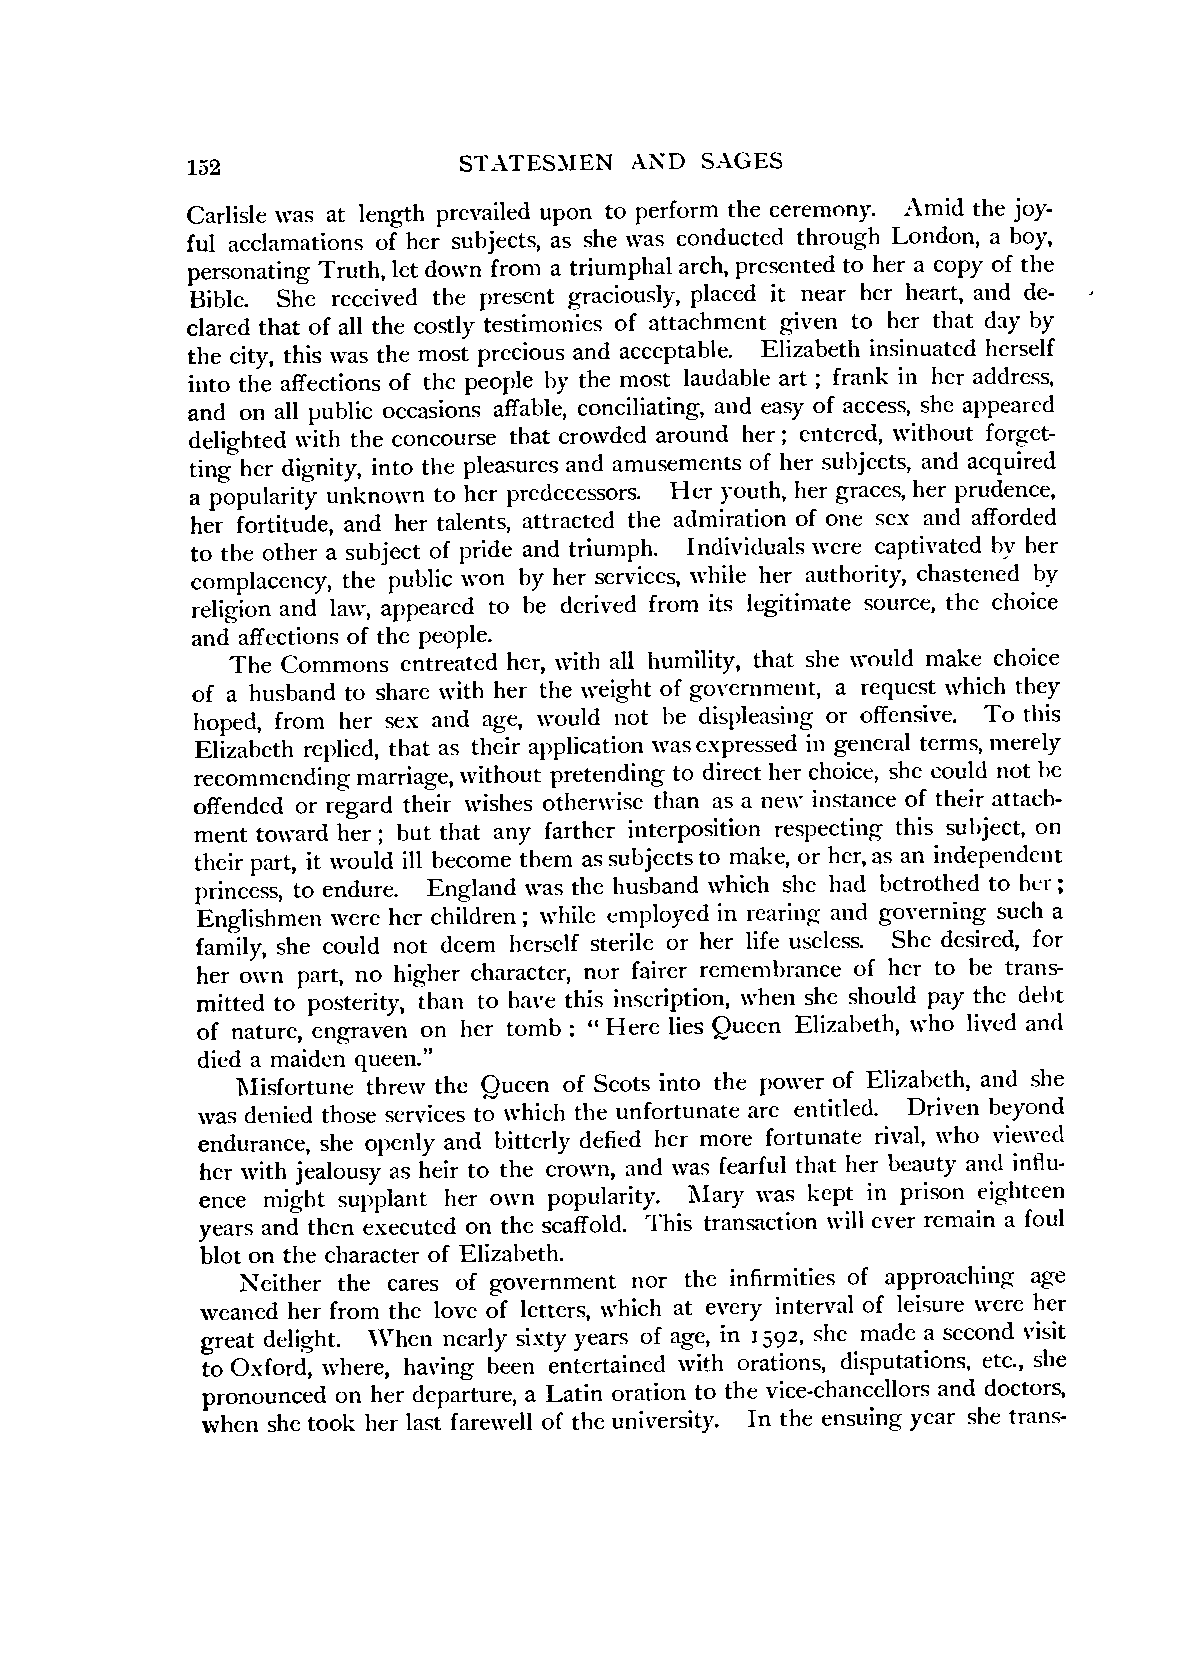 152 STATESMEN AND SAGES
Carlisle was at length prevailed upon to perform the ceremony. Amid the joy-
ful acclamations of her subjects, as she was conducted through London, a boy,
personating Truth, let down from a triumphal arch, presented to her a copy of the
Bible. She received the present graciously, placed it near her heart, and de-
clared that of all the costly testimonies of attachment given to her that day by
the city, this was the most precious and acceptable. Elizabeth insinuated herself
into the affections of the people by the most laudable art ; frank in her address,
and on all public occasions affable, conciliating, and easy of access, she appeared
delighted with the concourse that crowded around her ; entered, without forget-
ting her dignity, into the pleasures and amusements of her subjects, and acquired
a popularity unknown to her predecessors. Her youth, her graces, her prudence,
her fortitude, and her talents, attracted the admiration of one sex and afforded
to the other a subject of pride and triumph. Individuals were captivated by her
complacency, the public won by her services, while her authority, chastened by
religion and law, appeared to be derived from its legitimate source, the choice
and affections of the people.
The Commons entreated her, with all humility, that she would make choice
of a husband to share with her the weight of government, a request which they
hoped, from her sex and age, would not be displeasing or offensive. To this
Elizabeth replied, that as their application was expressed in general terms, merely
recommending marriage, without pretending to direct her choice, she could not be
offended or regard their wishes otherwise than as a new instance of their attach-
ment toward her ; but that any farther interposition respecting this subject, on
their part, it would ill become them as subjects to make, or her, as an independent
princess, to endure. England was the husband which she had betrothed to her ;
Englishmen were her children ; while employed in rearing and governing such a
family, she could not deem herself sterile or her life useless. She desired, for
her own part, no higher character, nor fairer remembrance of her to be trans-
mitted to posterity, than to have this inscription, when she should pay the debt
of nature, engraven on her tomb : “ Here lies Queen Elizabeth, who lived and
died a maiden queen.”
Misfortune threw the Queen of Scots into the power of Elizabeth, and she
was denied those services to which the unfortunate are entitled. Driven beyond
endurance, she openly and bitterly defied her more fortunate rival, who viewed
her with jealousy as heir to the crown, and was fearful that her beauty and influ-
ence might supplant her own popularity. Mary was kept in prison eighteen
years and then executed on the scaffold. This transaction will ever remain a foul
blot on the character of Elizabeth.
Neither the cares of government nor the infirmities of approaching age
weaned her from the love of letters, which at every interval of leisure were her
great delight. When nearly sixty years of age, in 1592, she made a second visit
to Oxford, where, having been entertained with orations, disputations, etc., she
pronounced on her departure, a Latin oration to the vice-chancellors and doctors,
when she took her last farewell of the university. In the ensuing year she trans-